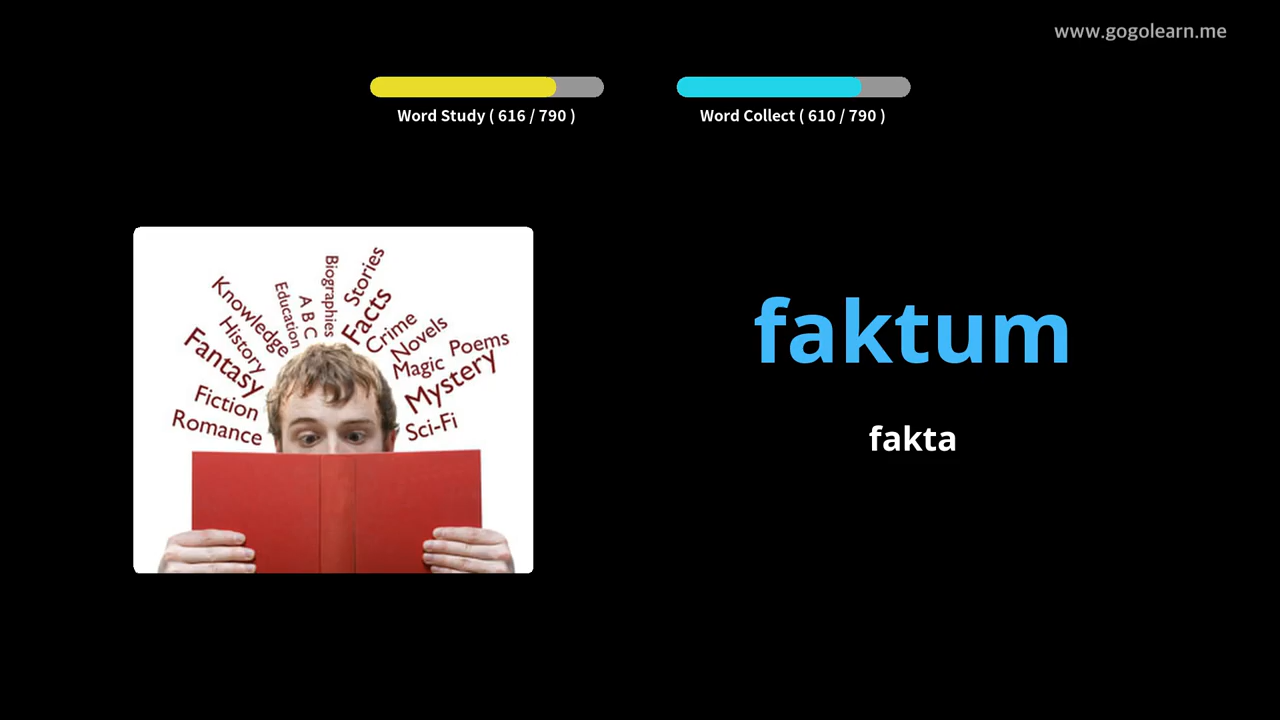 www.gogolearn.me
Word Study ( 616 / 790 )
Word Collect ( 610 / 790 )
Biographies
Stories
Education
A B C
Facts
Knowledge
Crime
Novels
History
Poems
Magic
Fantasy
Mystery
Fiction
Romance
Sci-Fi
faktum
fakta